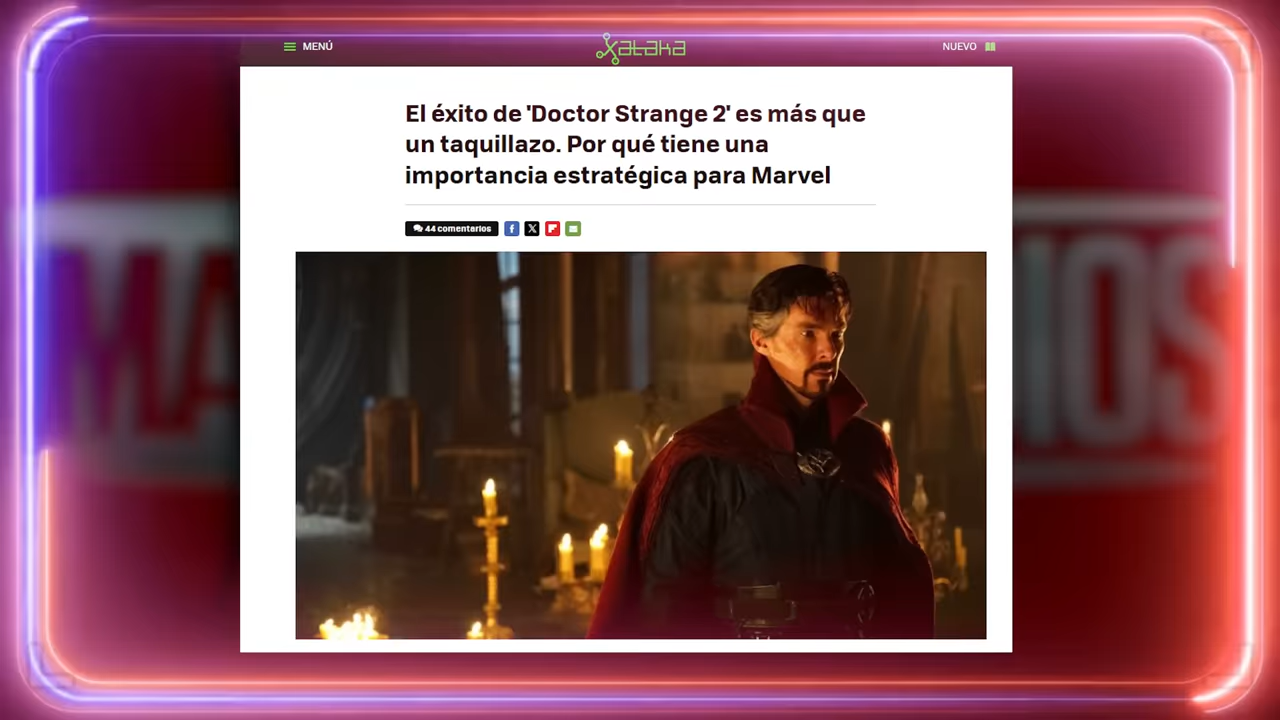 MENÚ
xataka
NUEVO
El éxito de 'Doctor Strange 2' es más que
un taquillazo. Por qué tiene una
importancia estratégica para Marvel
44 comentarios